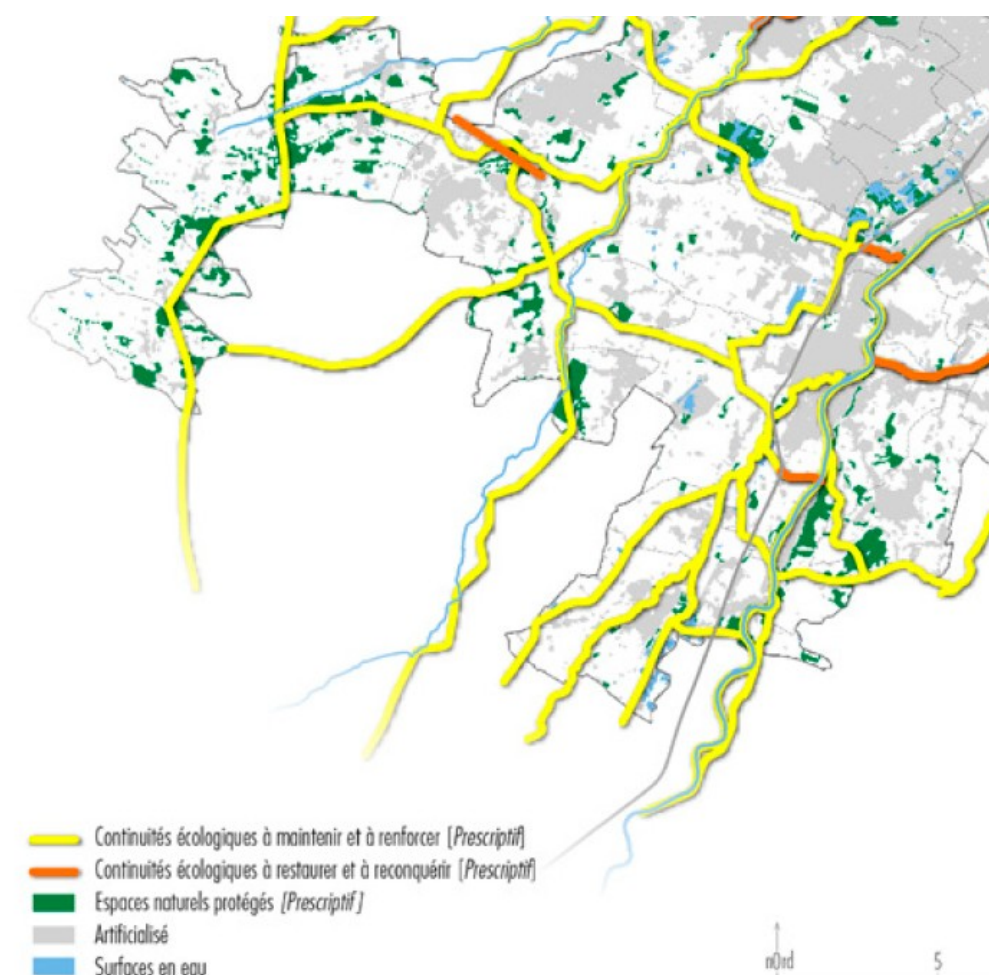 Continuités écologiques à maintenir et à renforcer [Prescriptif]
Continuités écologiques à restaurer et à reconquérir [Prescriptif]
Espaces naturels protégés [Prescriptif]
Artificialisé
Surfaces en eau
n0rd
5